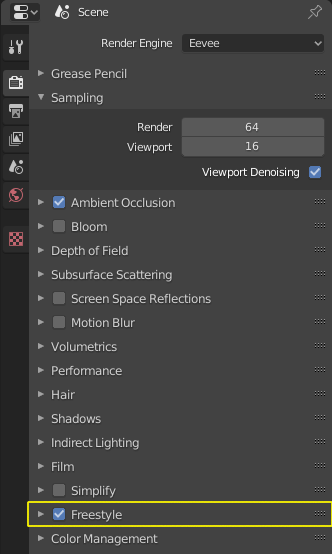 Scene
Render Engine Eevee
Grease Pencil
Sampling
Render 64
Viewport 16
Viewport Denoising
Ambient Occlusion
Bloom
Depth of Field
Subsurface Scattering
Screen Space Reflections
Motion Blur
Volumetrics
Performance
Hair
Shadows
Indirect Lighting
Film
Simplify
Freestyle
Color Management